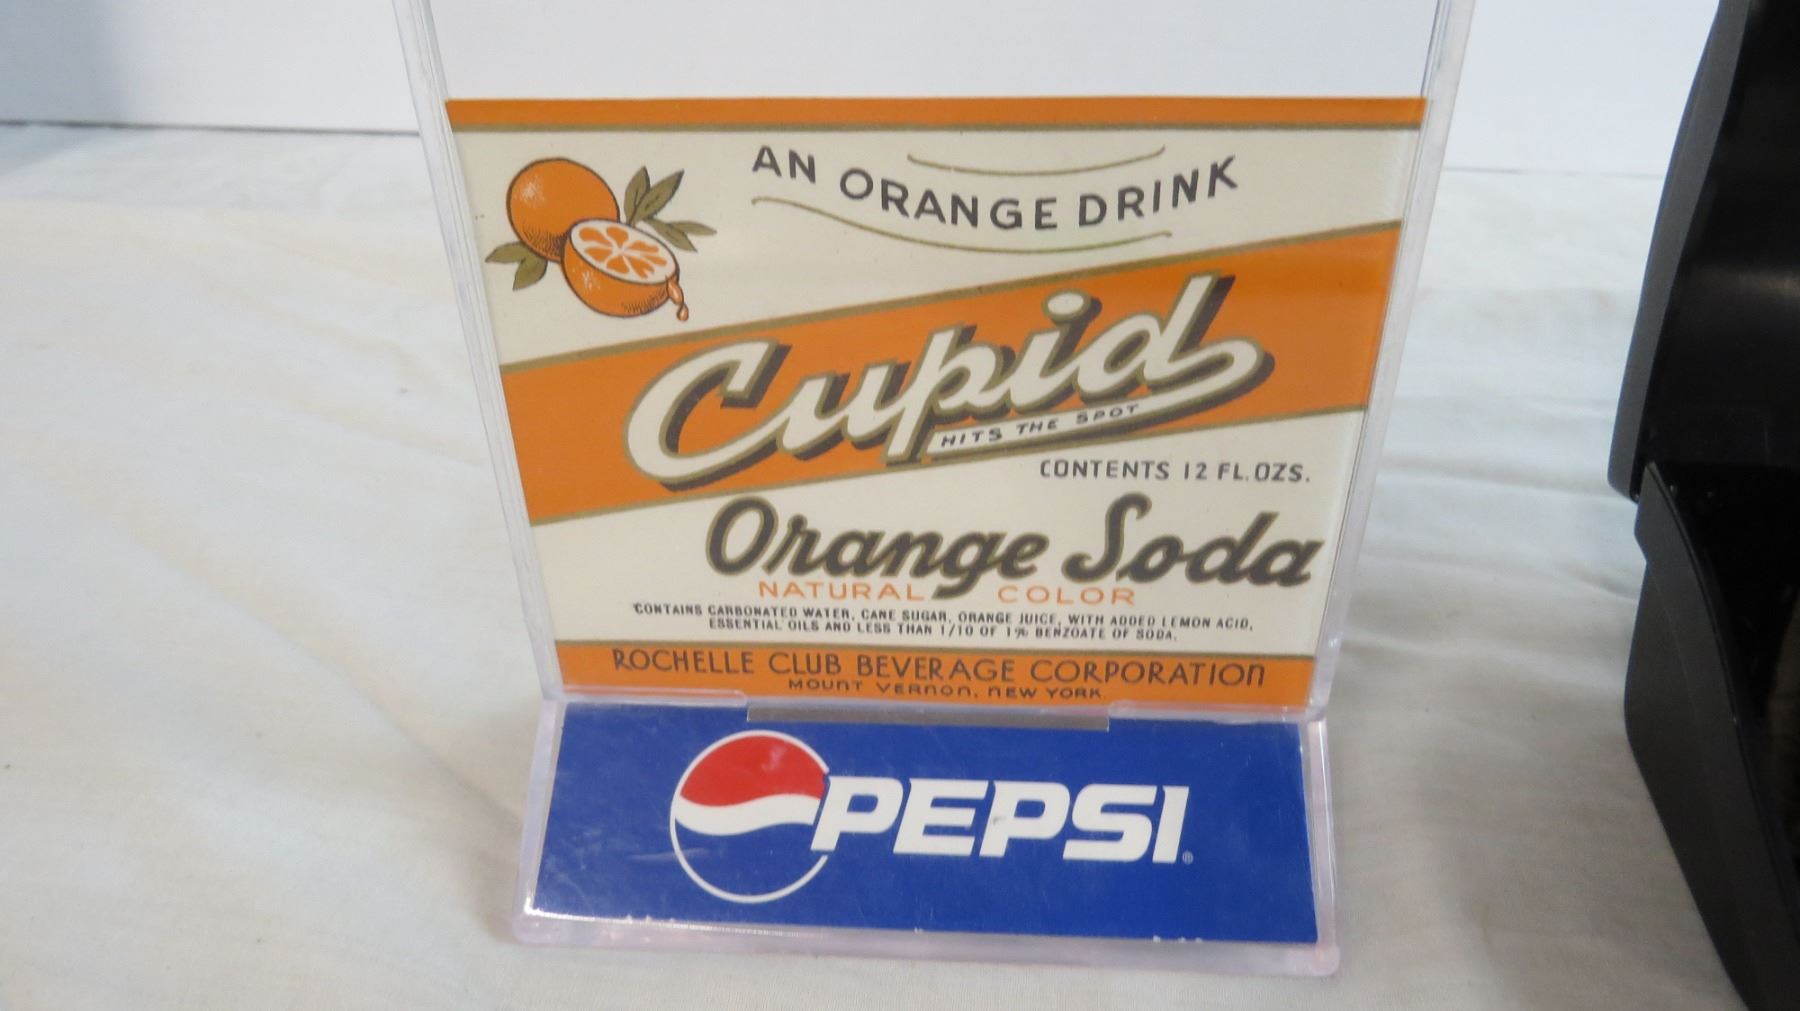 AN ORANGE DRINK
Cupid
HITS THE SPOT
CONTENTS 12 FL. OZS.
Orange Soda
NATURAL COLOR
CONTAINS CARBONATED WATER, CANE SUGAR, ORANGE JUICE, WITH ADDED LEMON ACID,
ESSENTIAL OILS AND LESS THAN 1/10 OF 1% BENZOATE OF SODA.
ROCHELLE CLUB BEVERAGE CORPORATION
MOUNT VERNON, NEW YORK.
PEPSI®